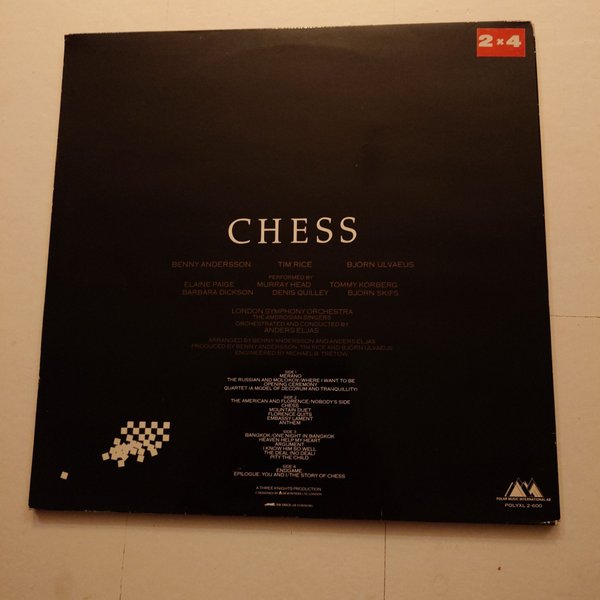 2×4
CHESS
BENNY ANDERSSON TIM RICE BJORN ULVAEUS
PERFORMED BY
ELAINE PAIGE MURRAY HEAD TOMMY KORBERG
BARBARA DICKSON DENIS QUILLEY BJORN SKIFS
LONDON SYMPHONY ORCHESTRA
THE AMBROSIAN SINGERS
ORCHESTRATED AND CONDUCTED BY
ANDERS ELJAS
ARRANGED BY BENNY ANDERSSON AND ANDERS ELJAS
PRODUCED BY BENNY ANDERSSON, TIM RICE AND BJORN ULVAEUS
ENGINEERED BY MICHAEL B. TRETOW
SIDE 1
MERANO
THE RUSSIAN AND MOLOKOV/WHERE I WANT TO BE
OPENING CEREMONY
QUARTET (A MODEL OF DECORUM AND TRANQUILLITY)
SIDE 2
THE AMERICAN AND FLORENCE/NOBODY'S SIDE
CHESS
MOUNTAIN DUET
FLORENCE QUITS
EMBASSY LAMENT
ANTHEM
SIDE 3
BANGKOK/ONE NIGHT IN BANGKOK
HEAVEN HELP MY HEART
ARGUMENT
I KNOW HIM SO WELL
THE DEAL (NO DEAL)
PITY THE CHILD
SIDE 4
ENDGAME
EPILOGUE: YOU AND I/THE STORY OF CHESS
A THREE KNIGHTS PRODUCTION
POLAR MUSIC INTERNATIONAL AB
POLYXL 2-600